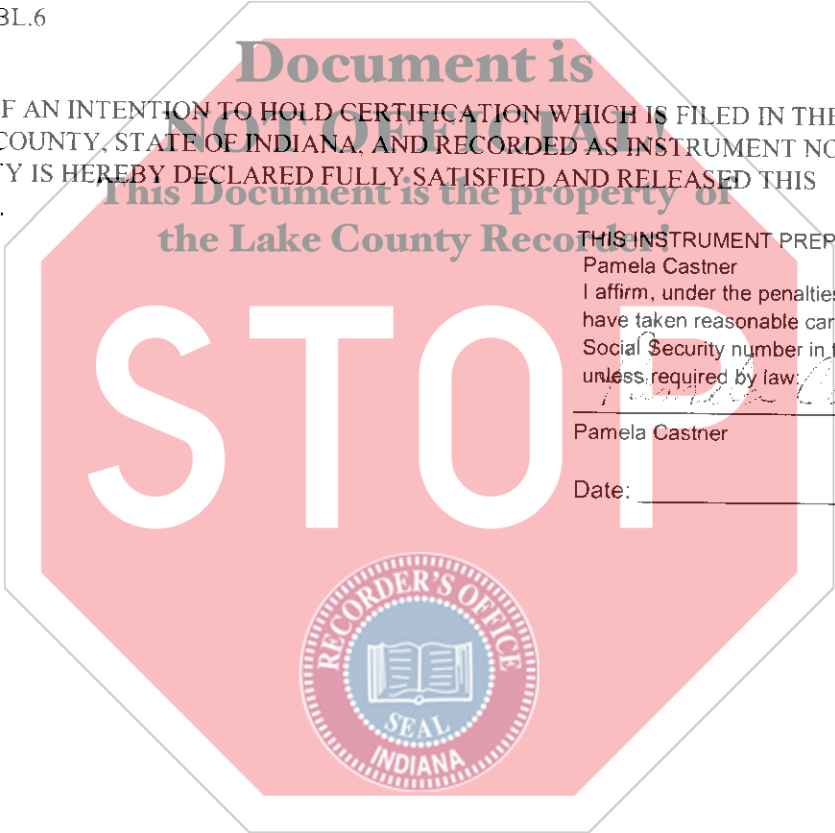 BL.6
Document is
F AN INTENTION TO HOLD CERTIFICATION WHICH IS FILED IN THE
NOT OFFICIAL!
COUNTY, STATE OF INDIANA, AND RECORDED AS INSTRUMENT NO
TY IS HEREBY DECLARED FULLY SATISFIED AND RELEASED THIS
This Document is the property of
.
the Lake County Recorder!
THIS INSTRUMENT PREP
Pamela Castner
I affirm, under the penalties
have taken reasonable car
Social Security number in t
unless required by law:
Pamela Castner
Date:
STOP
RECORDER'S OFFICE
SEAL
INDIANA